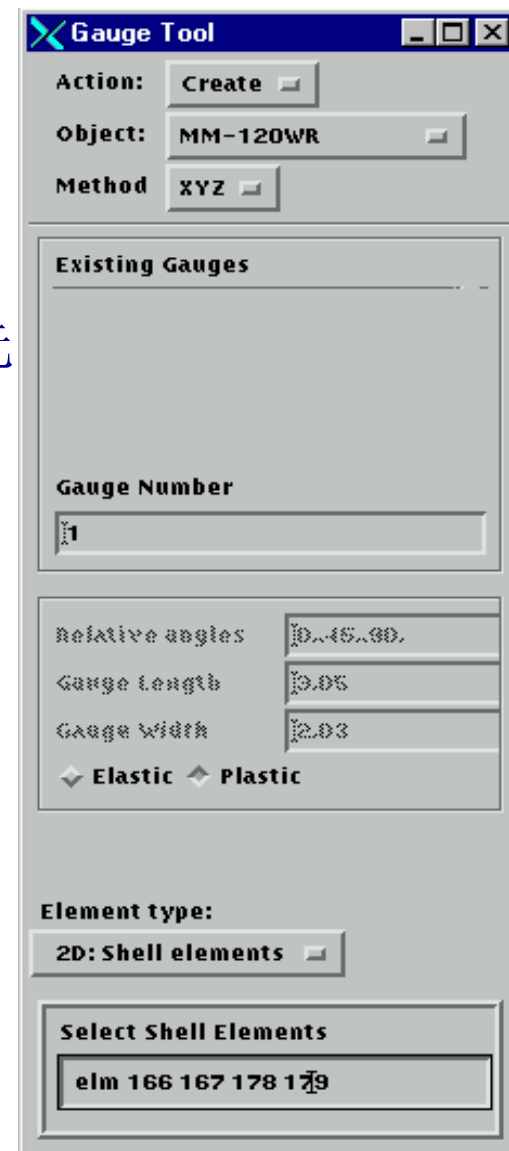 Gauge Tool
Action: Create
Object: MM-120WR
Method XYZ
Existing Gauges
Gauge Number
1
Relative angles 0.,45.,90.
Gauge Length 3.05
Gauge Width 2.03
Elastic Plastic
Element type:
2D: Shell elements
Select Shell Elements
elm 166 167 178 179